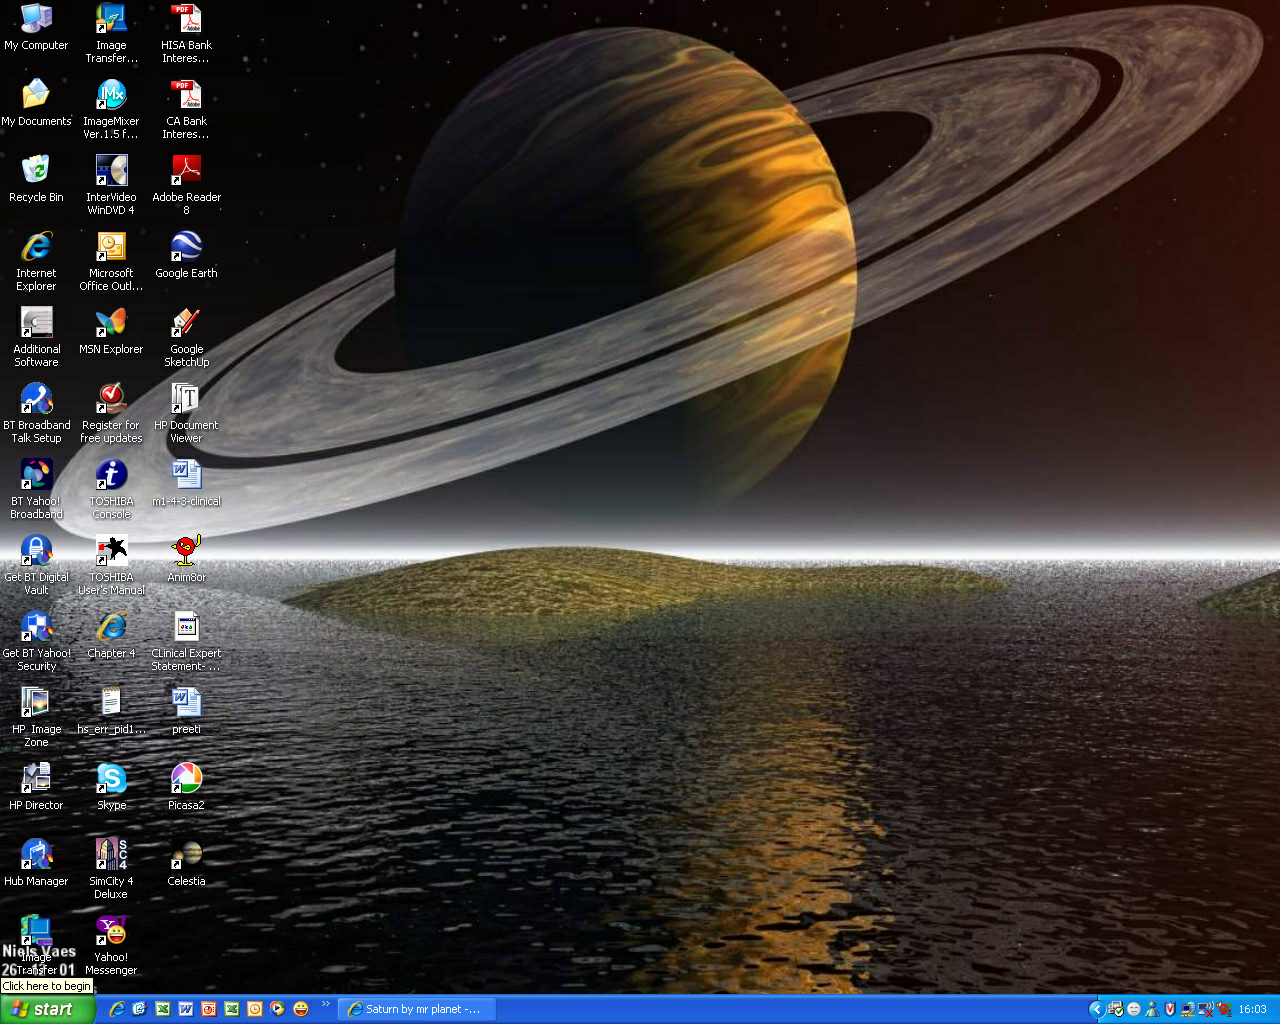 My Computer
Image
Transfer...
HISA Bank
Interes...
My Documents
ImageMixer
Ver.1.5 f...
CA Bank
Interes...
Recycle Bin
InterVideo
WinDVD 4
Adobe Reader
8
Internet
Explorer
Microsoft
Office Outl...
Google Earth
Additional
Software
MSN Explorer
Google
SketchUp
BT Broadband
Talk Setup
Register for
free updates
HP Document
Viewer
BT Yahoo!
Broadband
TOSHIBA
Console
m1-4-3-clinical
Get BT Digital
Vault
TOSHIBA
User's Manual
Anim8or
Get BT Yahoo!
Security
Chapter 4
CLinical Expert
Statement- ...
HP Image
Zone
hs_err_pid1...
preeti
HP Director
Skype
Picasa2
Hub Manager
SimCity 4
Deluxe
Celestia
Niels Vaes
Image
Transfer
Yahoo!
Messenger
Click here to begin
start
Saturn by mr planet -...
16:03